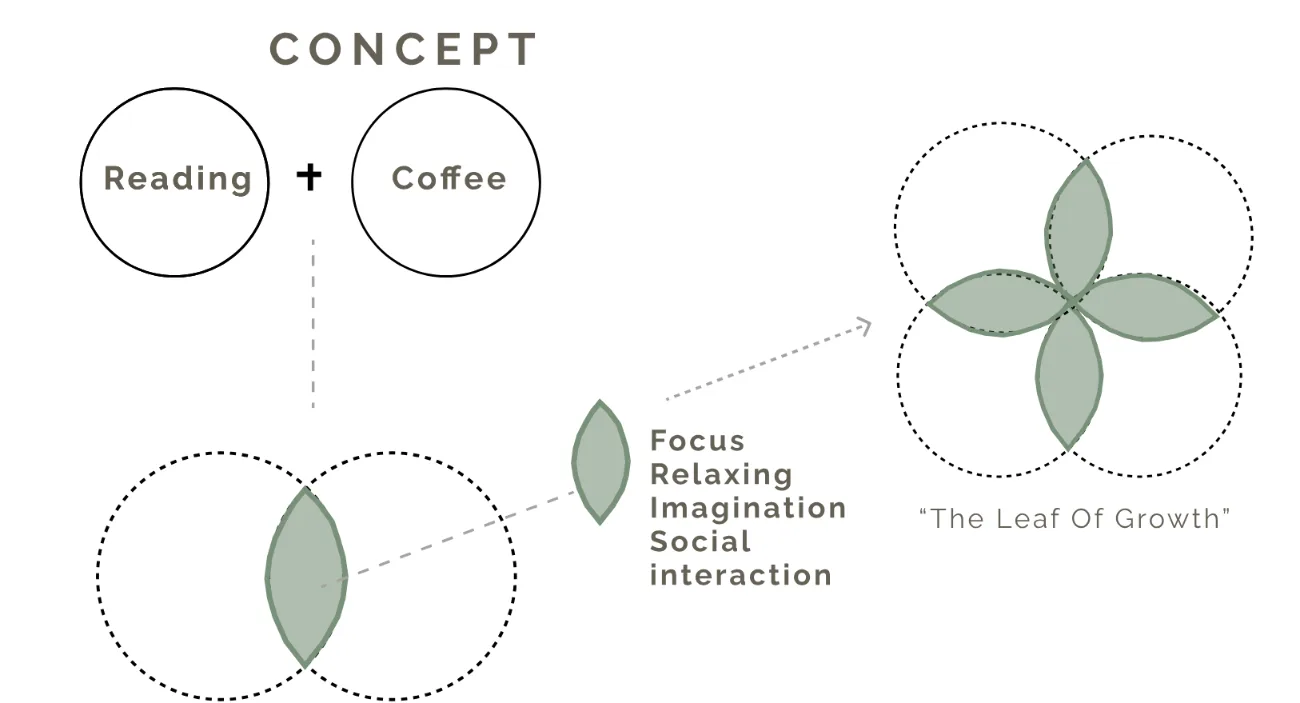 CONCEPT
Reading + Coffee
Focus
Relaxing
Imagination
Social
interaction
“The Leaf Of Growth”